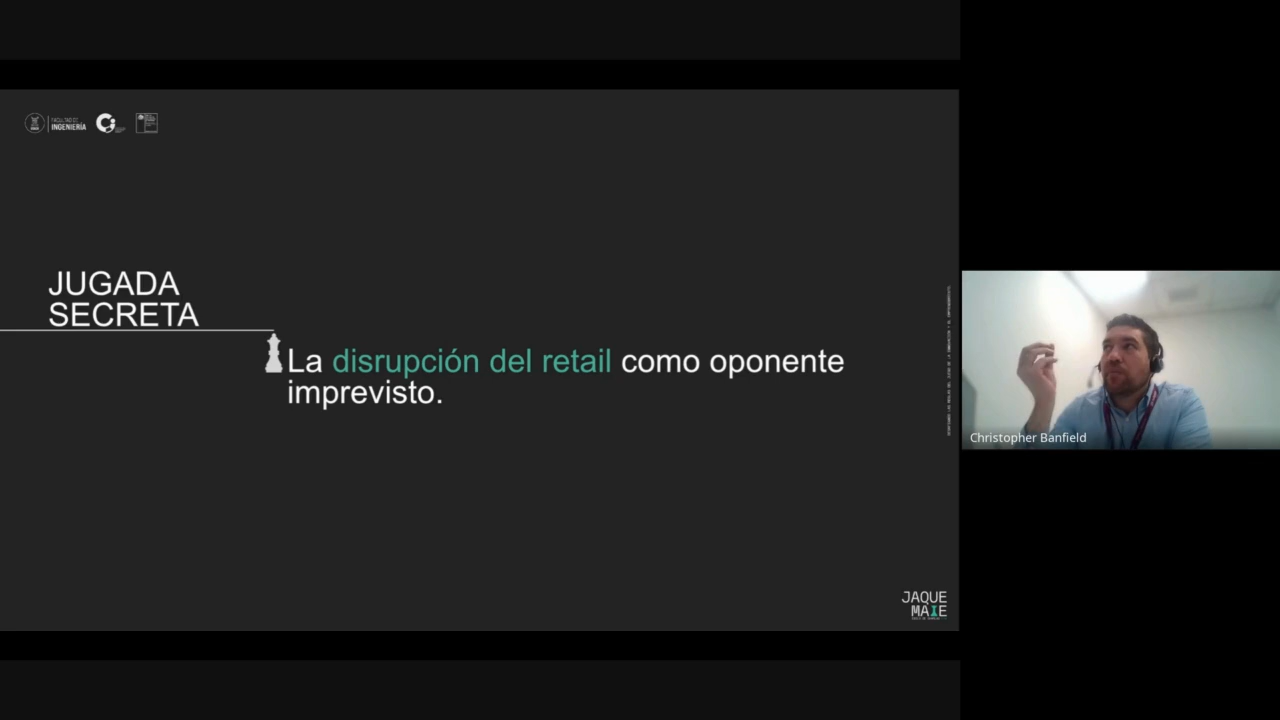 FACULTAD DE
INGENIERÍA
JUGADA
SECRETA
La disrupción del retail como oponente
imprevisto.
JAQUE
MATE
Christopher Banfield